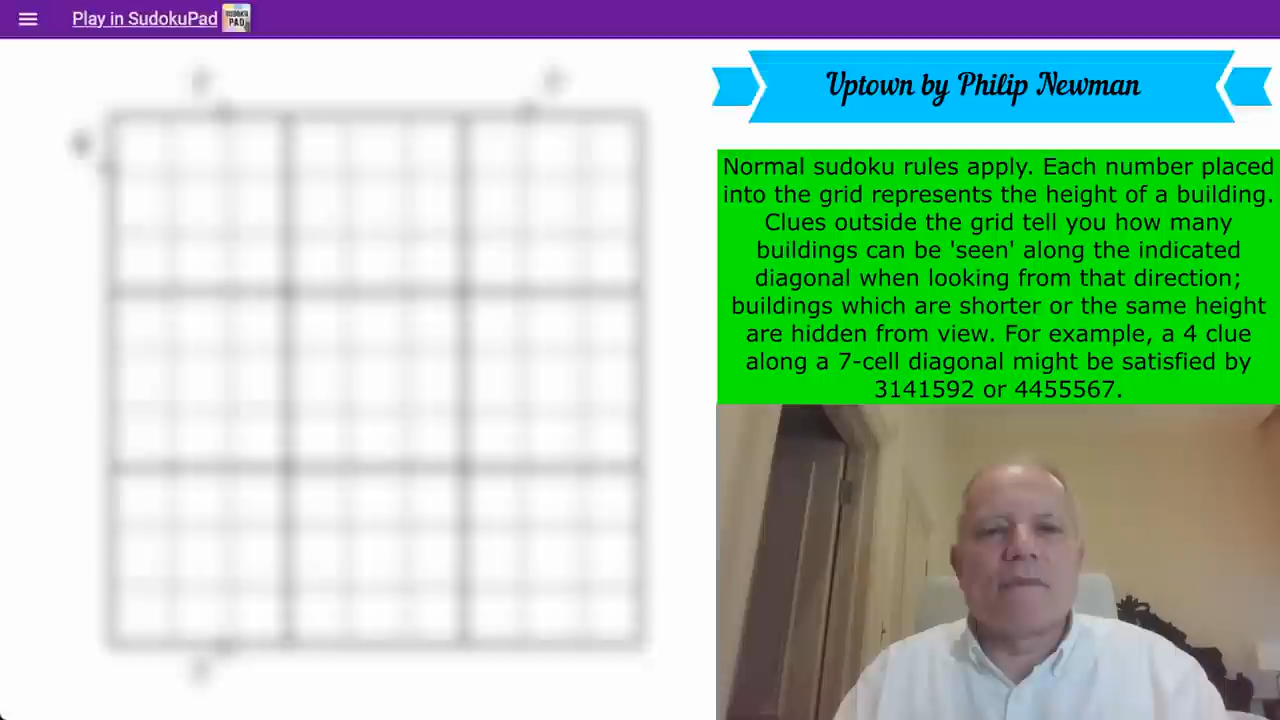 Play in SudokuPad
SUDOKU
PAD
Uptown by Philip Newman
Normal sudoku rules apply. Each number placed
into the grid represents the height of a building.
Clues outside the grid tell you how many
buildings can be 'seen' along the indicated
diagonal when looking from that direction;
buildings which are shorter or the same height
are hidden from view. For example, a 4 clue
along a 7-cell diagonal might be satisfied by
3141592 or 4455567.